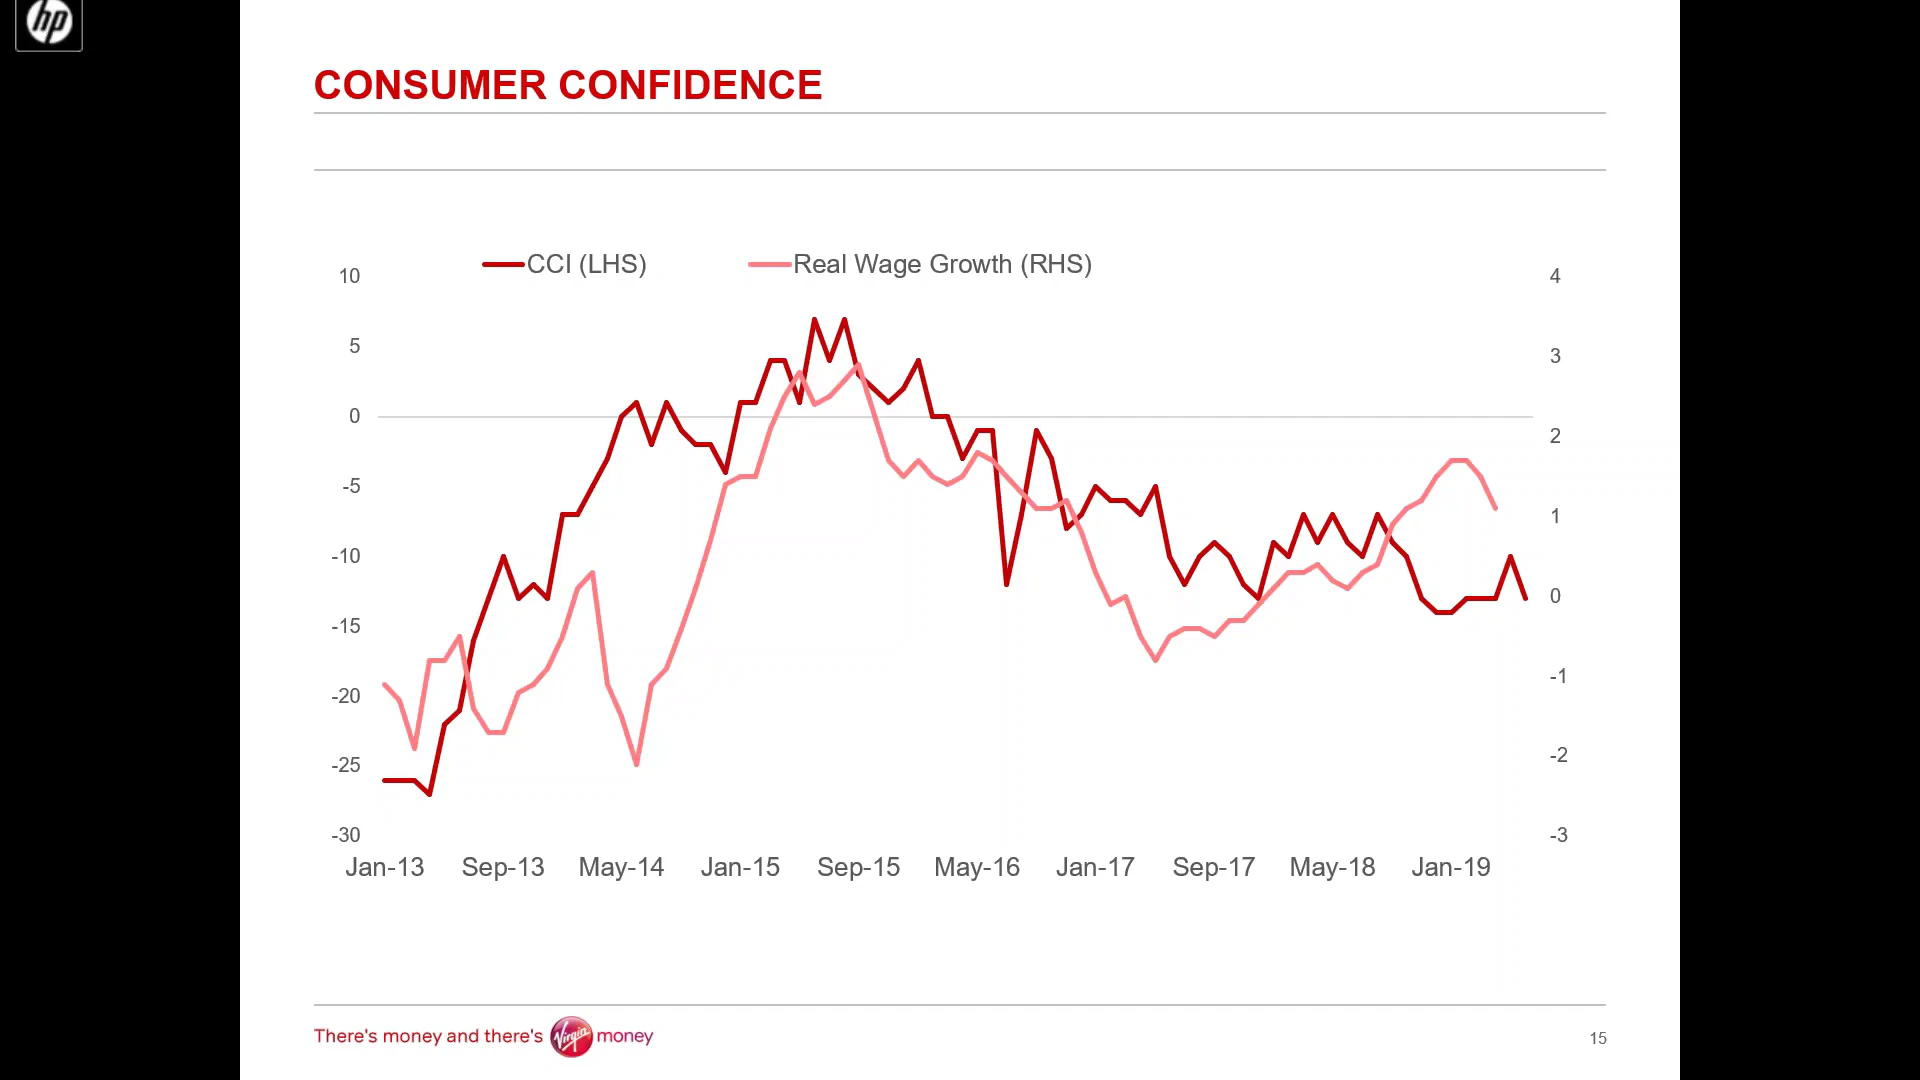 hp
CONSUMER CONFIDENCE
CCI (LHS) Real Wage Growth (RHS)
10 4
5 3
0 2
-5 1
-10 0
-15 -1
-20 -2
-25 -3
-30
Jan-13 Sep-13 May-14 Jan-15 Sep-15 May-16 Jan-17 Sep-17 May-18 Jan-19
There's money and there's Virgin money
15